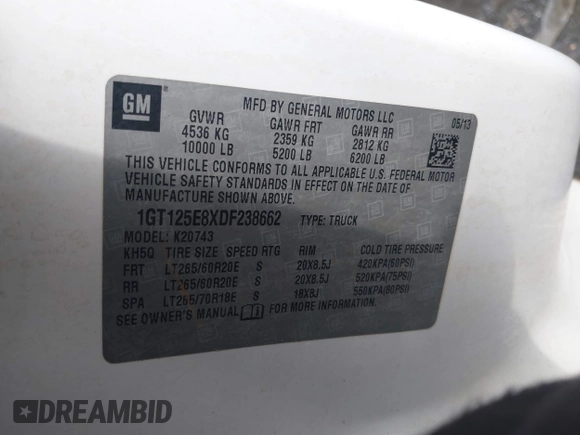 GM
MFD BY GENERAL MOTORS LLC
05/13
GVWR GAWR FRT GAWR RR
4536 KG 2359 KG 2812 KG
10000 LB 5200 LB 6200 LB
THIS VEHICLE CONFORMS TO ALL APPLICABLE U.S. FEDERAL MOTOR
VEHICLE SAFETY STANDARDS IN EFFECT ON THE DATE OF
MANUFACTURE SHOWN ABOVE.
1GT125E8XDF238662 TYPE: TRUCK
MODEL: K20743
KH5Q TIRE SIZE SPEED RTG RIM COLD TIRE PRESSURE
FRT LT265/60R20E S 20X8.5J 420KPA(60PSI)
RR LT265/60R20E S 20X8.5J 520KPA(75PSI)
SPA LT265/70R18E S 18X8J 550KPA(80PSI)
SEE OWNER'S MANUAL FOR MORE INFORMATION.
DREAMBID